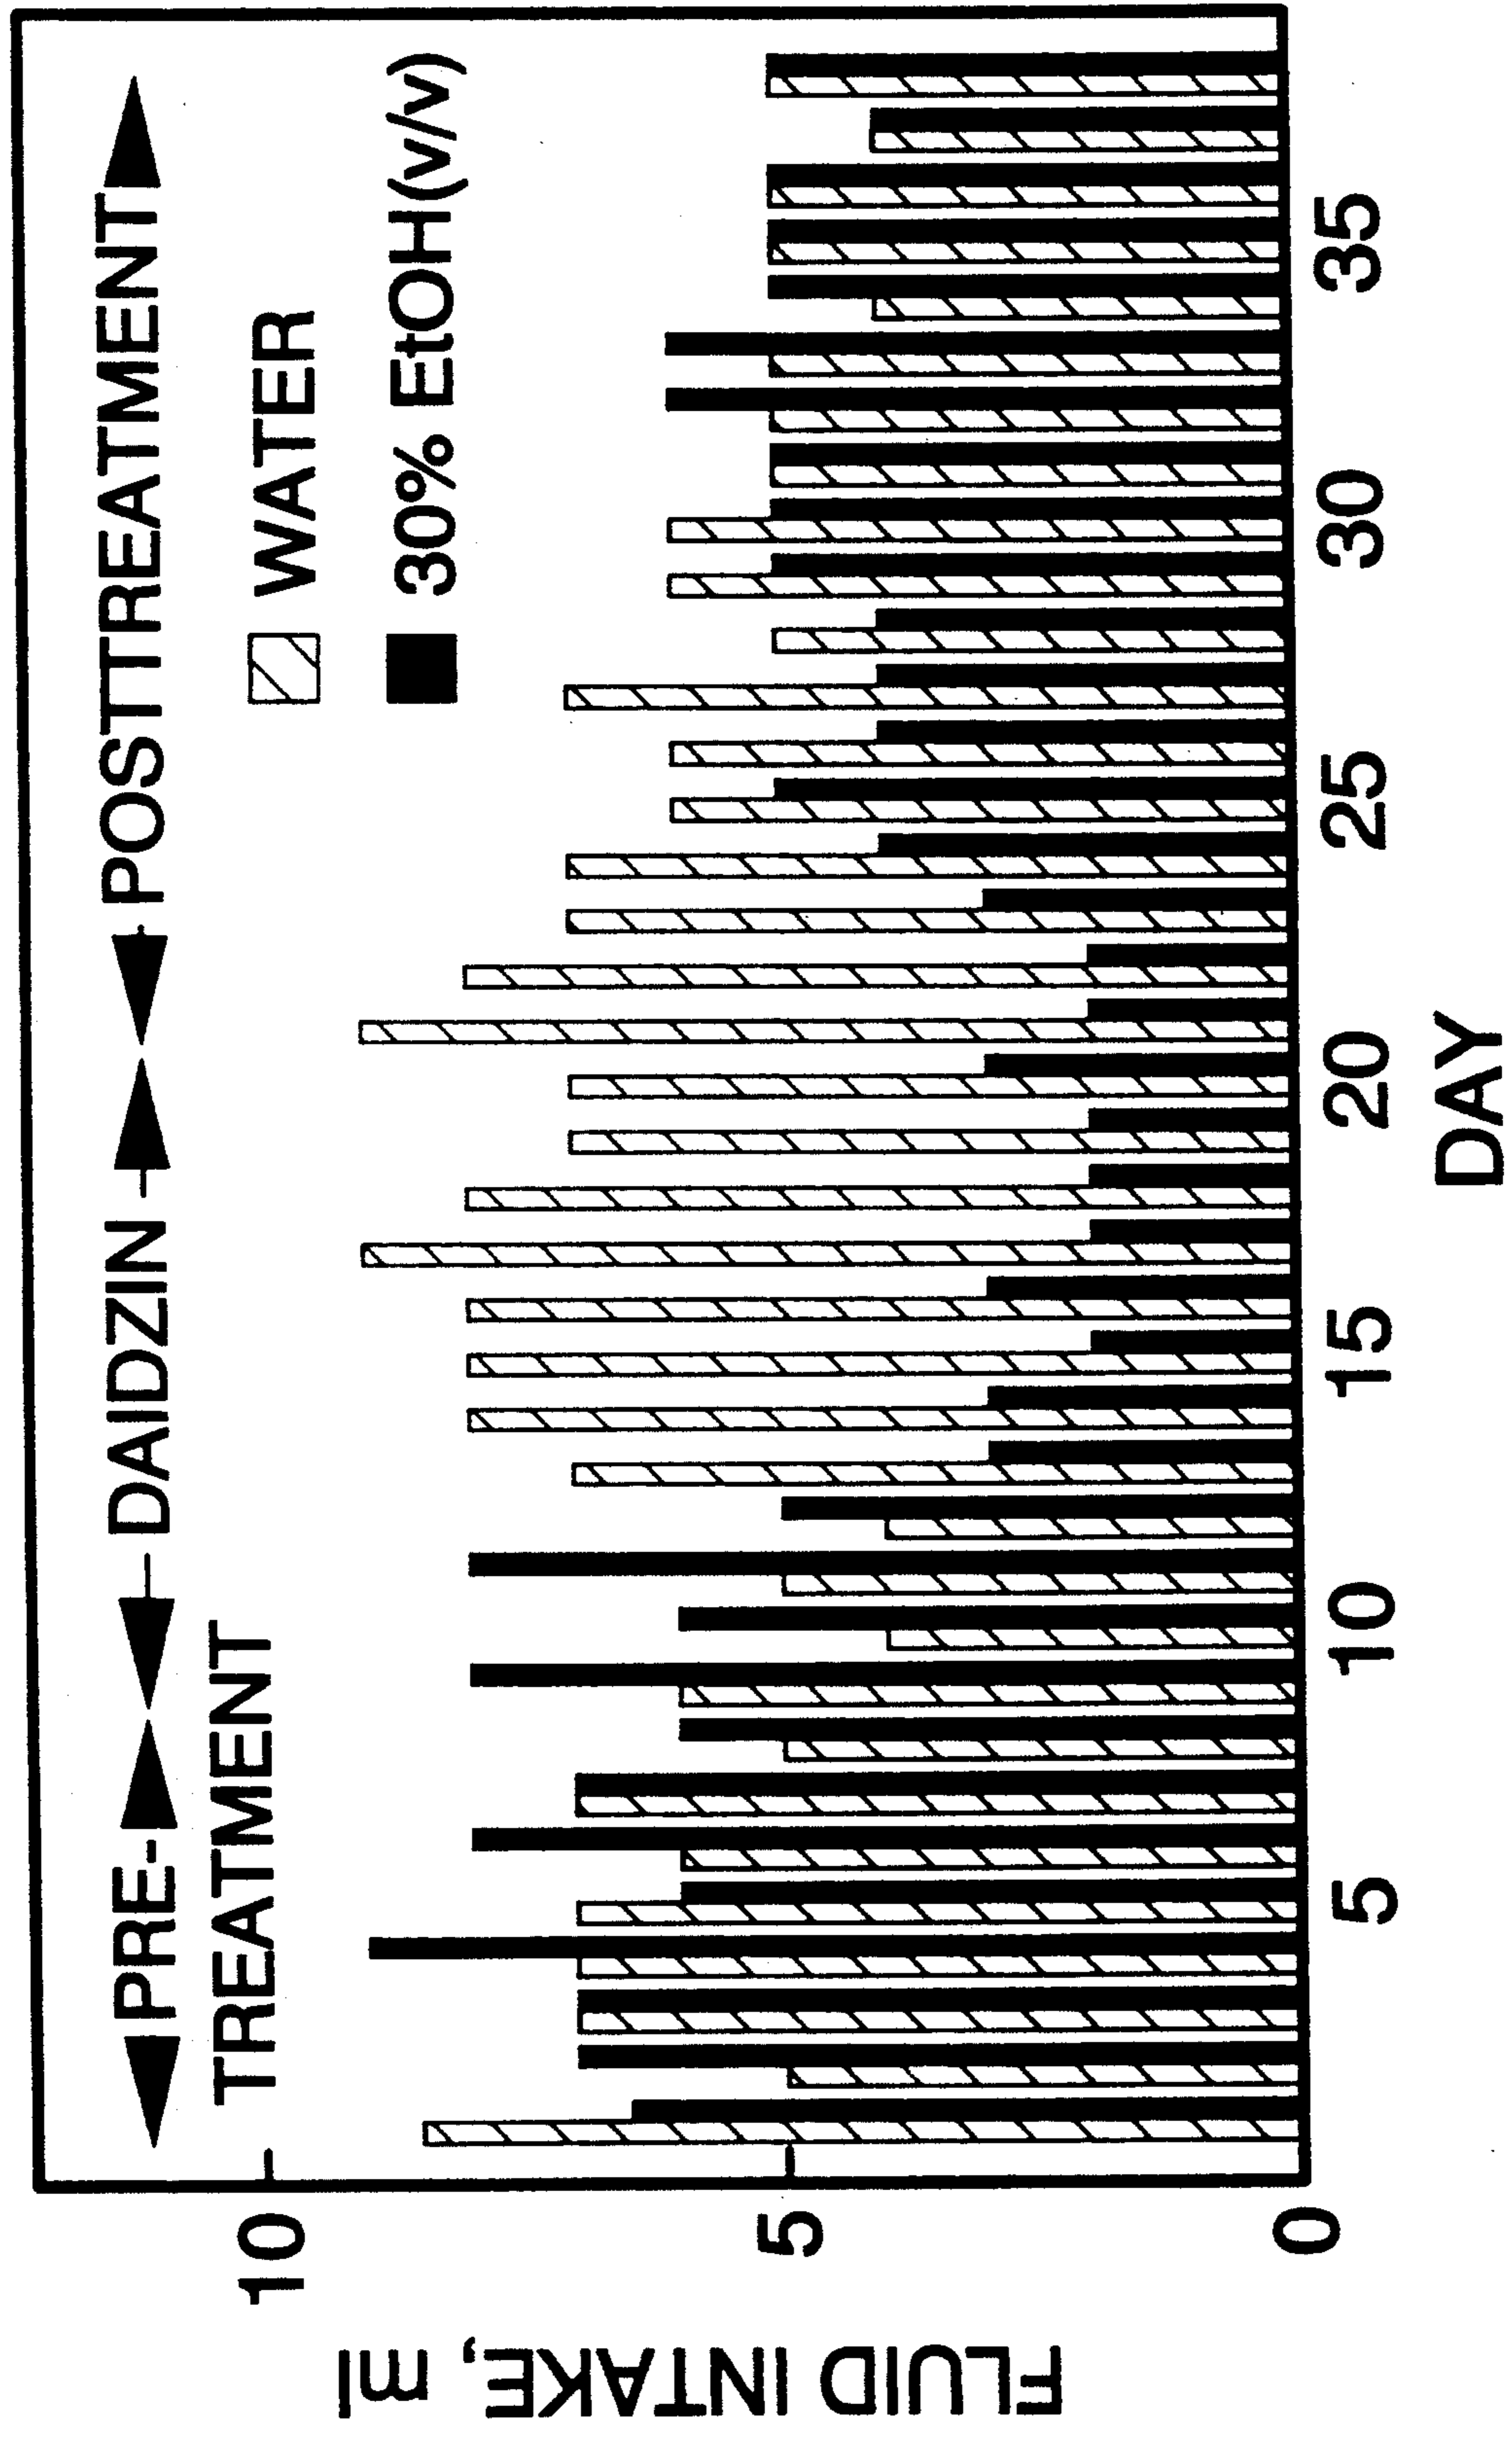 PRE-
TREATMENT
DAIDZIN
POSTTREATMENT
WATER
30% EtOH(v/v)
FLUID INTAKE, ml
10
5
0
5
10
15
20
25
30
35
DAY